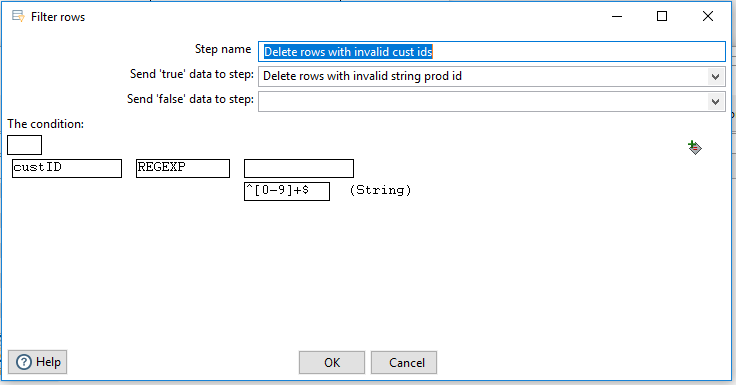 Filter rows
Step name Delete rows with invalid cust ids
Send 'true' data to step: Delete rows with invalid string prod id
Send 'false' data to step:
The condition:
custID REGEXP
^[0-9]+$ (String)
Help OK Cancel